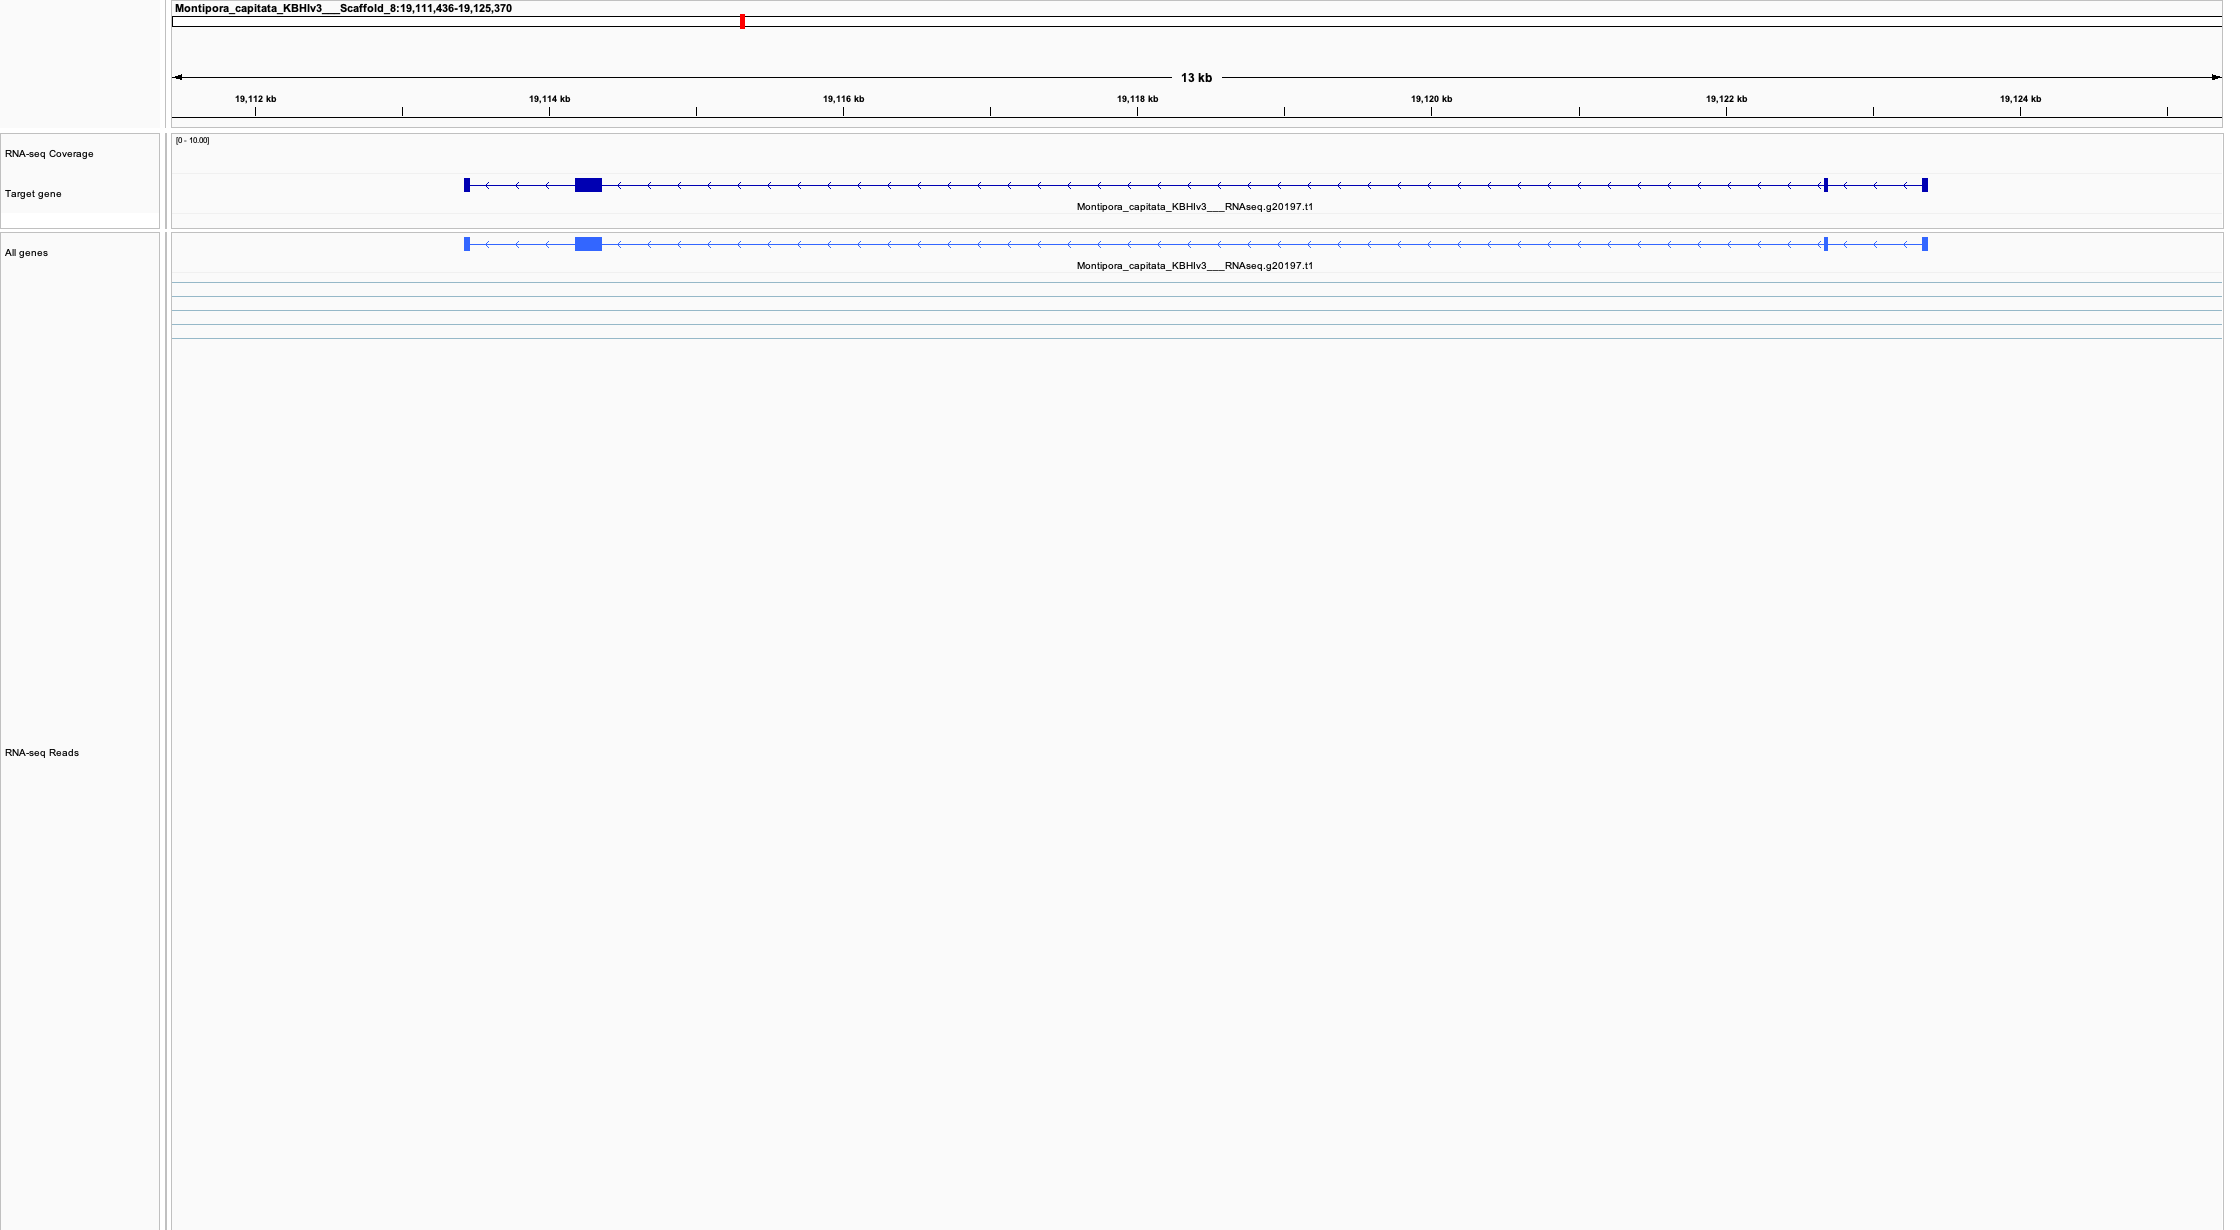 Montipora_capitata_KBHIv3___Scaffold_8:19,111,436-19,125,370
13 kb
19,112 kb 19,114 kb 19,116 kb 19,118 kb 19,120 kb 19,122 kb 19,124 kb
[0 - 10.00]
RNA-seq Coverage
Target gene
Montipora_capitata_KBHIv3___RNAseq.g20197.t1
All genes
Montipora_capitata_KBHIv3___RNAseq.g20197.t1
RNA-seq Reads